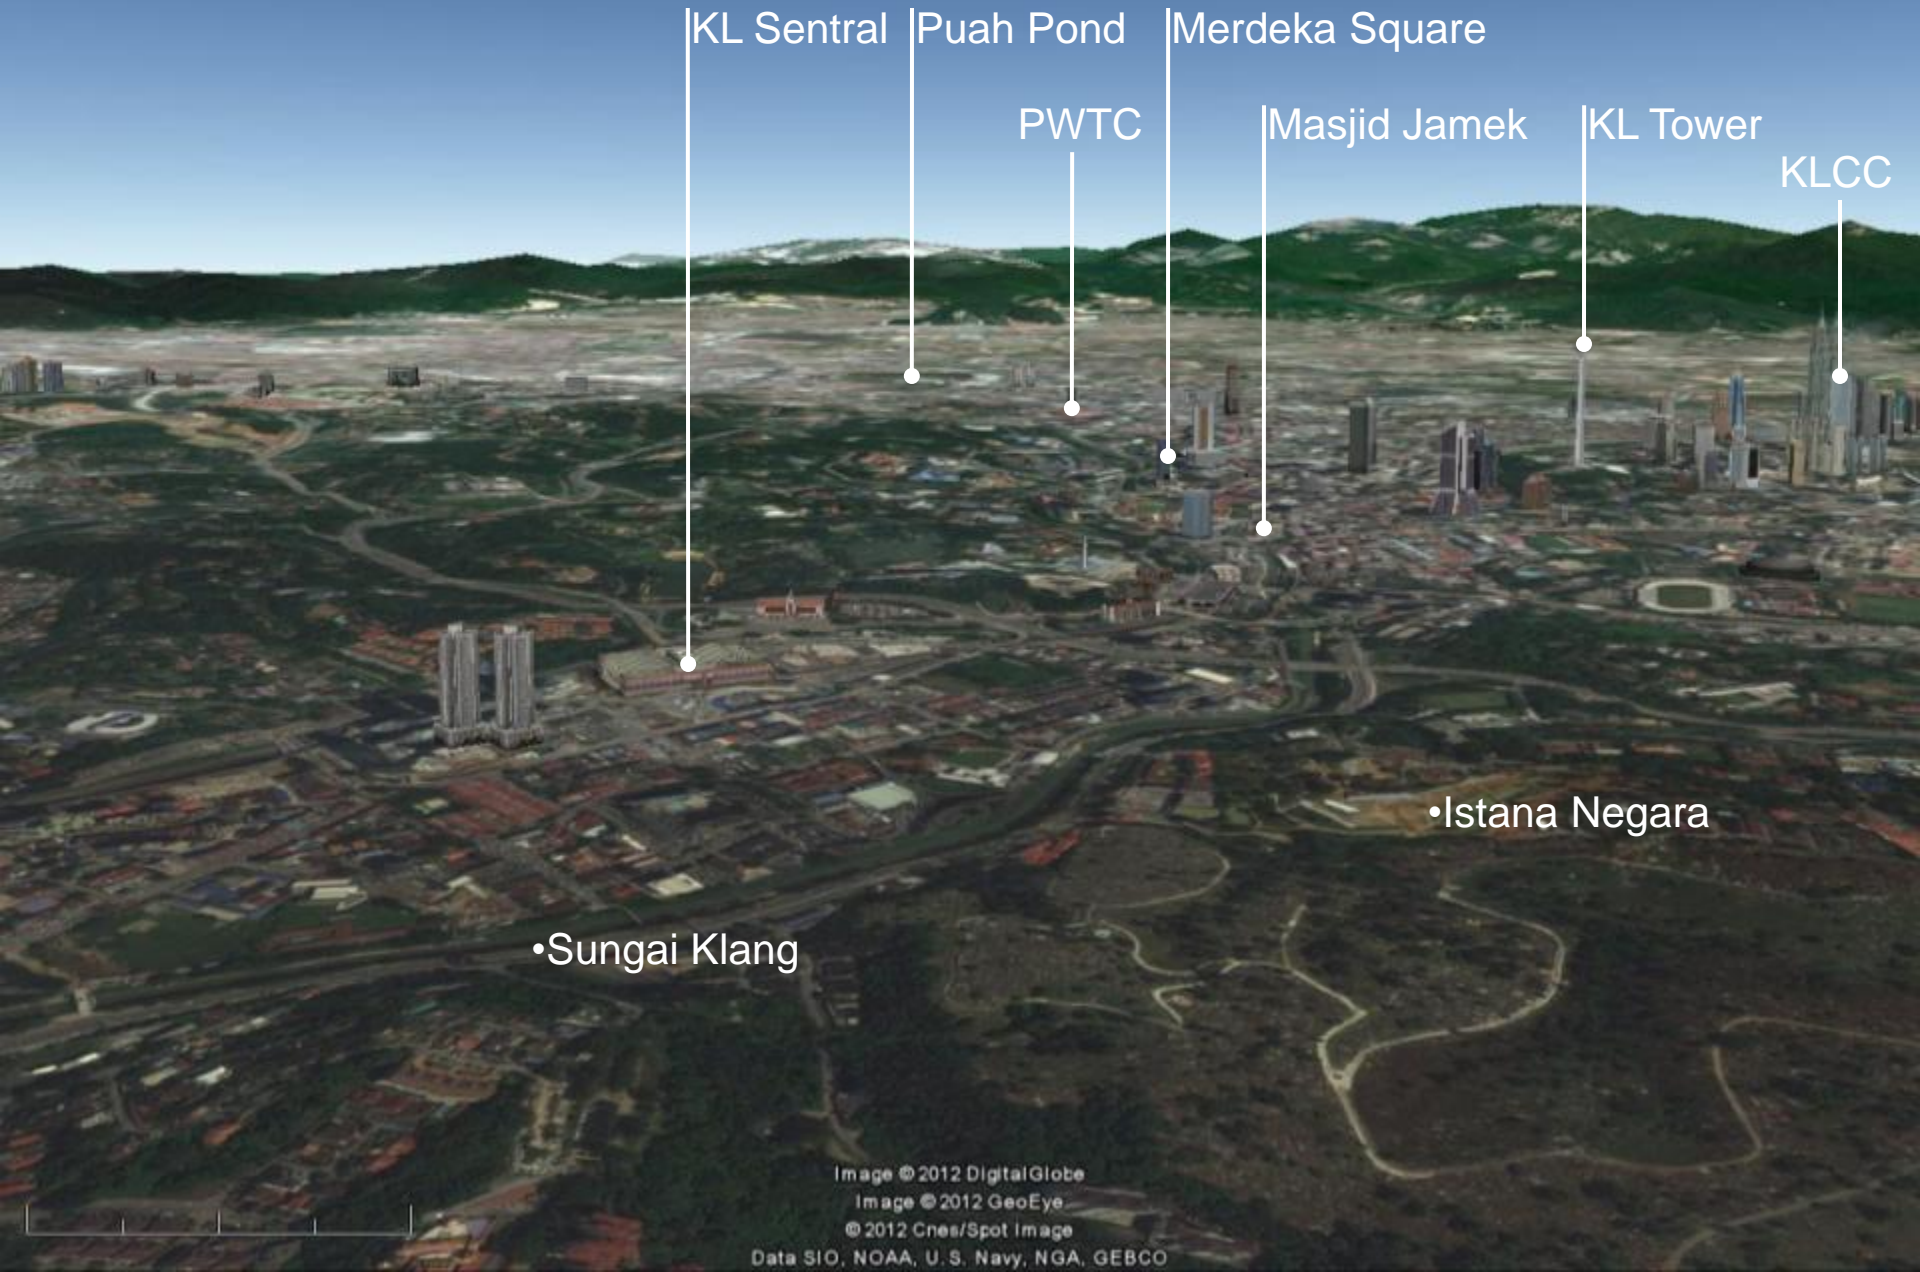 KL Sentral
Puah Pond
Merdeka Square
PWTC
Masjid Jamek
KL Tower
KLCC
•Istana Negara
•Sungai Klang
Image © 2012 DigitalGlobe
Image © 2012 GeoEye
© 2012 Cnes/Spot Image
Data SIO, NOAA, U.S. Navy, NGA, GEBCO